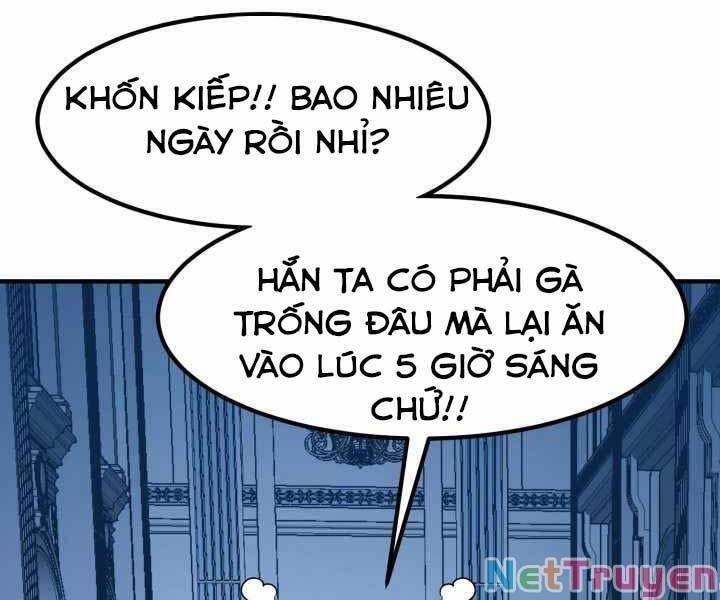 KHỐN KIẾP!! BAO NHIÊU
NGÀY RỒI NHỈ?
HẮN TA CÓ PHẢI GÀ
TRỐNG ĐÂU MÀ LẠI ĂN
VÀO LÚC 5 GIỜ SÁNG
CHỨ!!
NetTruyen